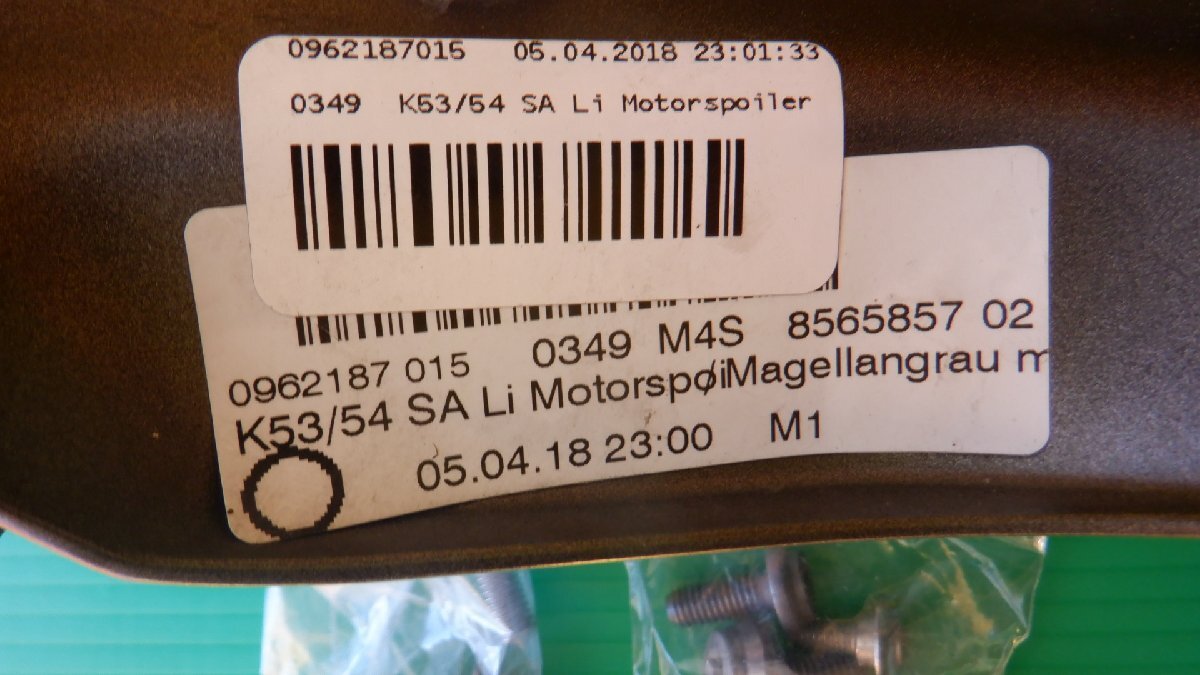 0962187015 05.04.2018 23:01:33
0349 K53/54 SA Li Motorspoiler
0962187 015 0349 M4S 8565857 02
K53/54 SA Li MotorspoiMagellangrau m
05.04.18 23:00 M1